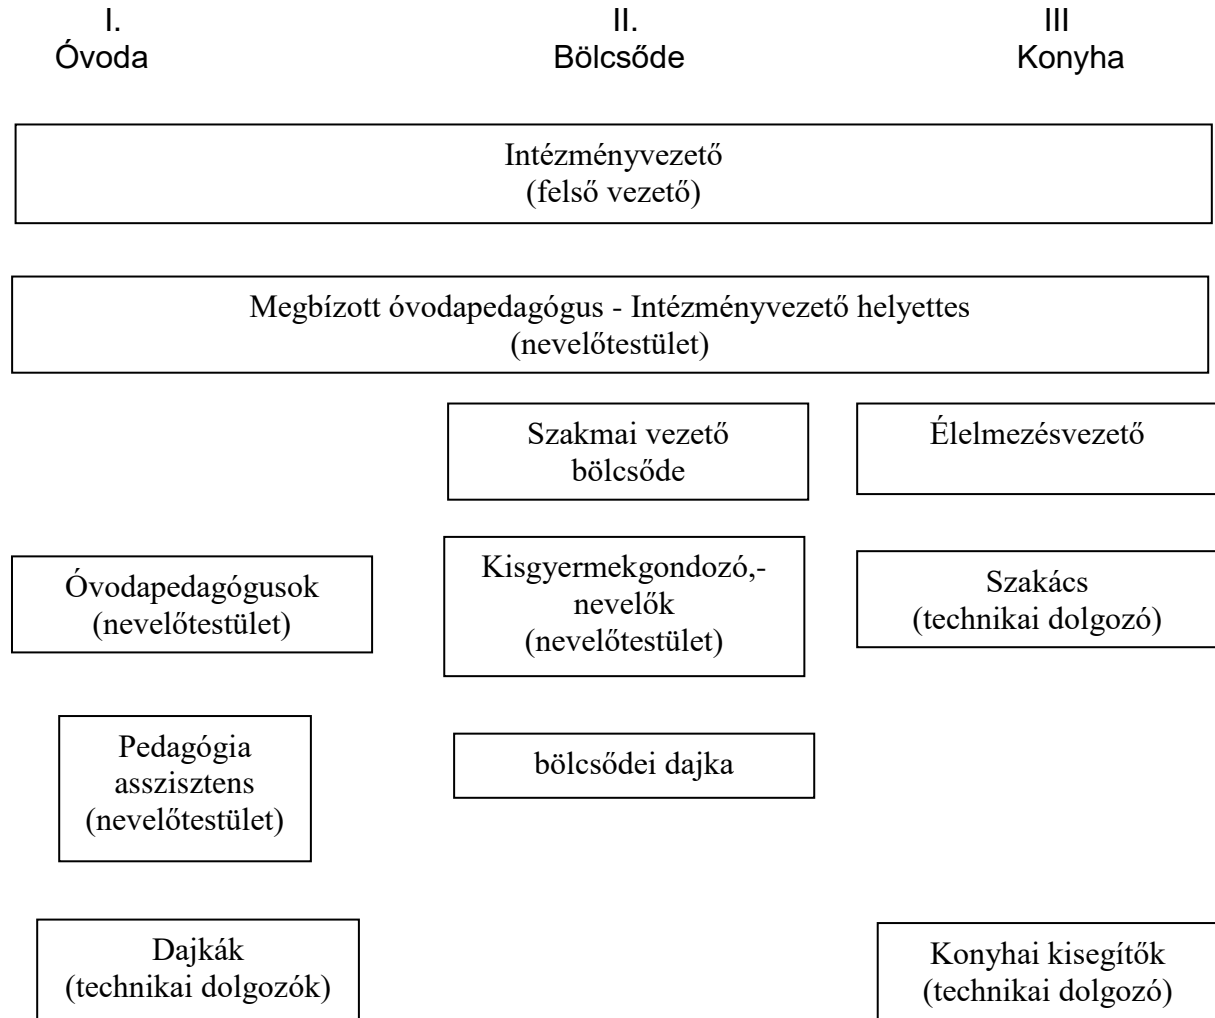 I.
Óvoda
II.
Bölcsőde
III
Konyha
Intézményvezető
(felső vezető)
Megbízott óvodapedagógus - Intézményvezető helyettes
(nevelőtestület)
Szakmai vezető
bölcsőde
Élelmezésvezető
Óvodapedagógusok
(nevelőtestület)
Kisgyermekgondozó,-
nevelők
(nevelőtestület)
Szakács
(technikai dolgozó)
Pedagógia
asszisztens
(nevelőtestület)
bölcsődei dajka
Dajkák
(technikai dolgozók)
Konyhai kisegítők
(technikai dolgozó)